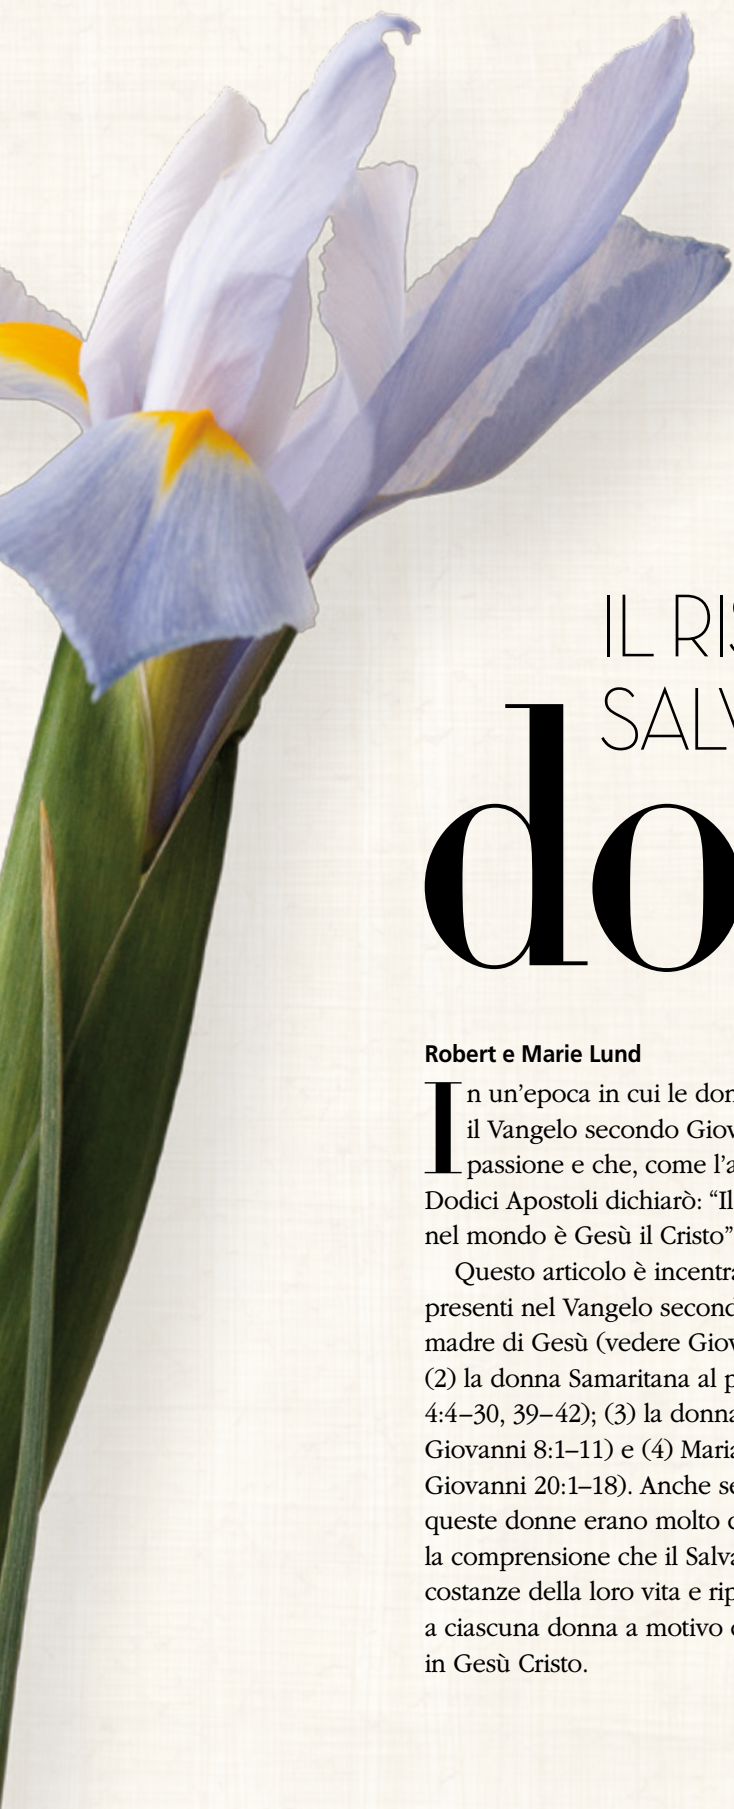 IL RIS
SALV
do
Robert e Marie Lund
In un’epoca in cui le don
il Vangelo secondo Giov
passione e che, come l’a
Dodici Apostoli dichiarò: “Il
nel mondo è Gesù il Cristo”
Questo articolo è incentra
presenti nel Vangelo second
madre di Gesù (vedere Giov
(2) la donna Samaritana al p
4:4–30, 39–42); (3) la donna
Giovanni 8:1–11) e (4) Maria
Giovanni 20:1–18). Anche se
queste donne erano molto d
la comprensione che il Salva
costanze della loro vita e rip
a ciascuna donna a motivo d
in Gesù Cristo.